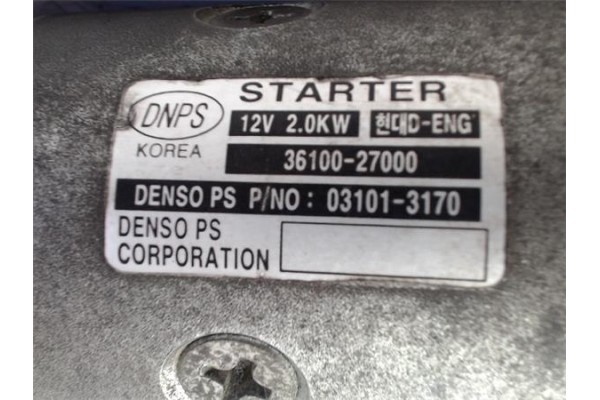 STARTER
DNPS
12V 2.0KW 현대D-ENG
KOREA
36100-27000
DENSO PS P/NO: 03101-3170
DENSO PS
CORPORATION